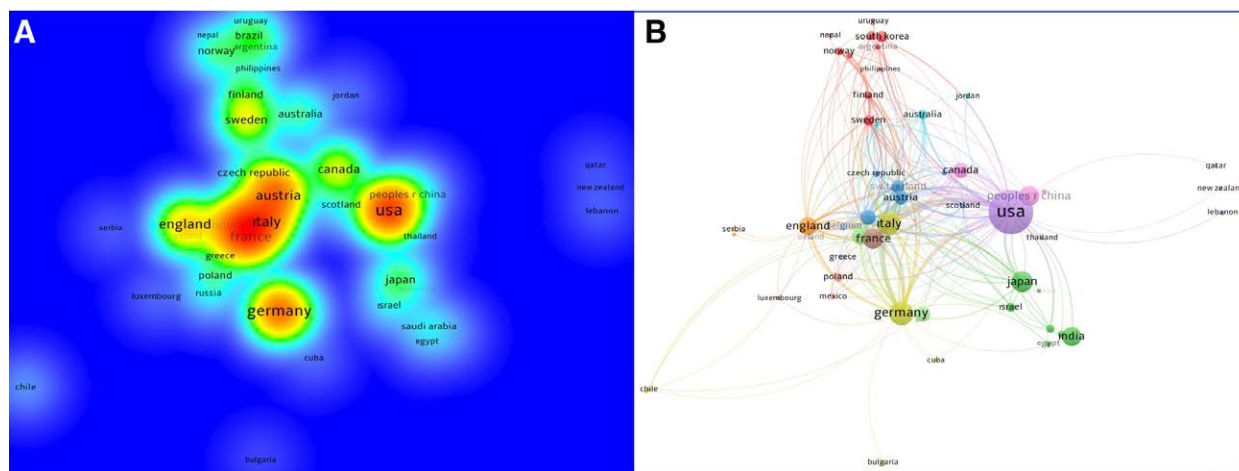 A
uruguay
nepal
brazil
argentina
norway
philippines
finland
jordan
sweden
australia
czech republic
canada
qatar
austria
peoples r china
new zealand
scotland
usa
lebanon
england
italy
serbia
france
thailand
greece
poland
japan
russia
luxembourg
israel
germany
saudi arabia
egypt
cuba
chile
bulgaria
B
uruguay
nepal
south korea
argentina
norway
philippines
finland
jordan
australia
sweden
czech republic
canada
qatar
switzerland
new zealand
austria
peoples r china
scotland
usa
lebanon
england
belgium
italy
serbia
ireland
france
thailand
greece
poland
japan
luxembourg
mexico
israel
germany
india
egypt
cuba
chile
bulgaria